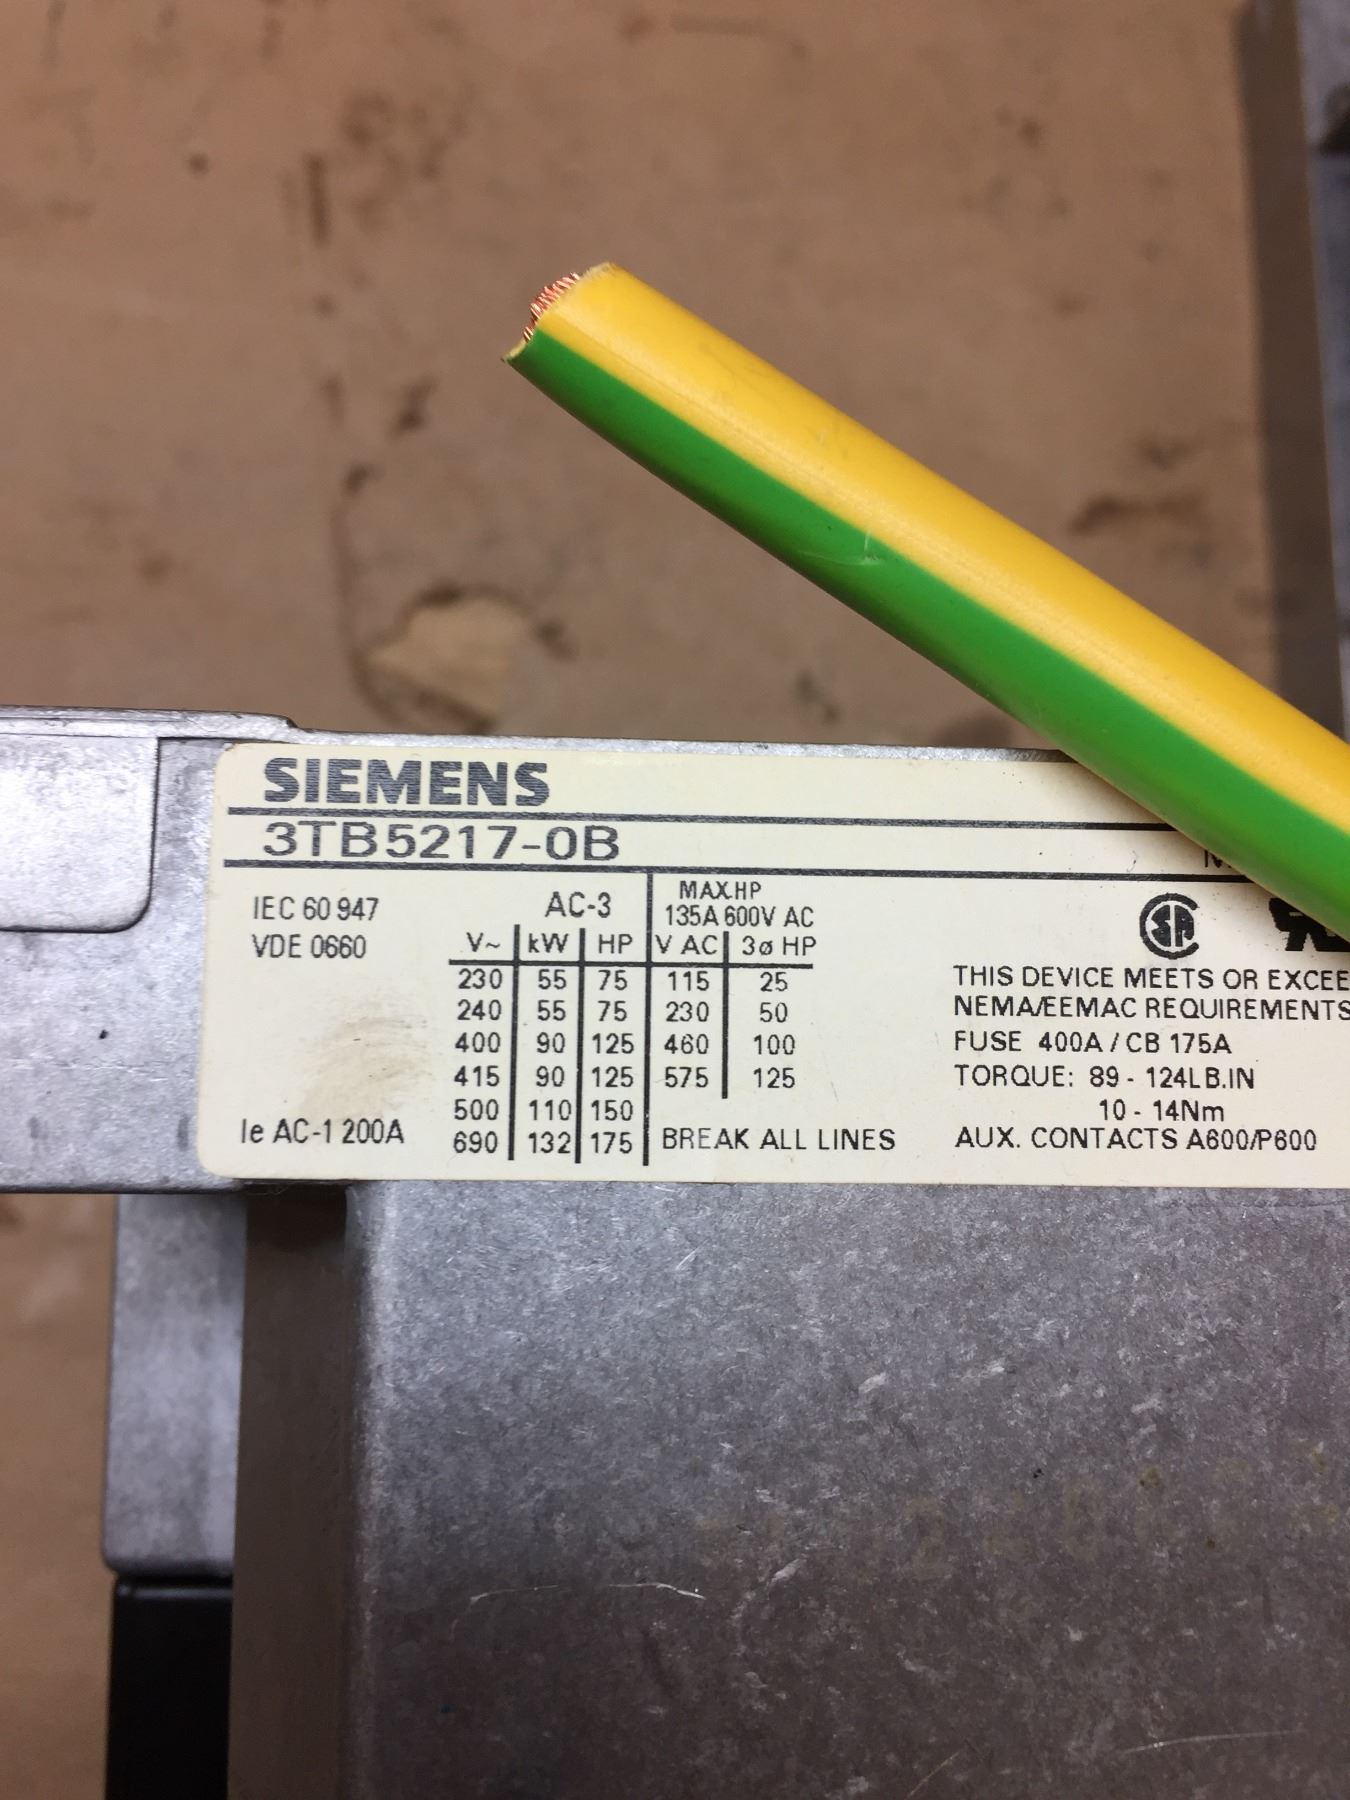 SIEMENS
3TB5217-0B
IEC 60 947
VDE 0660
Ie AC-1 200A
AC-3
V~ kW HP
230 55 75
240 55 75
400 90 125
415 90 125
500 110 150
690 132 175
MAX.HP
135A 600V AC
V AC 3ø HP
115 25
230 50
460 100
575 125
BREAK ALL LINES
SA
THIS DEVICE MEETS OR EXCEE
NEMA/EEMAC REQUIREMENTS
FUSE 400A / CB 175A
TORQUE: 89 - 124LB.IN
10 - 14Nm
AUX. CONTACTS A600/P600